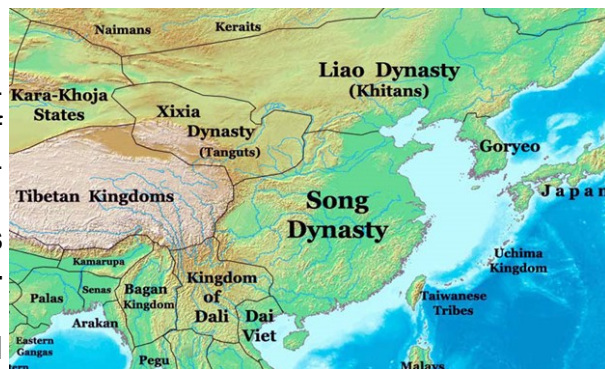 Naimans
Keraits
Liao Dynasty
(Khitans)
Kara-Khoja
States
Xixia
Dynasty
(Tanguts)
Goryeo
Tibetan Kingdoms
Song
Dynasty
Japan
Uchima
Kingdom
Kamarupa
Palas
Senas
Bagan
Kingdom
Kingdom
of
Dali
Dai
Viet
Taiwanese
Tribes
Arakan
Eastern
Gangas
Pegu
Malays